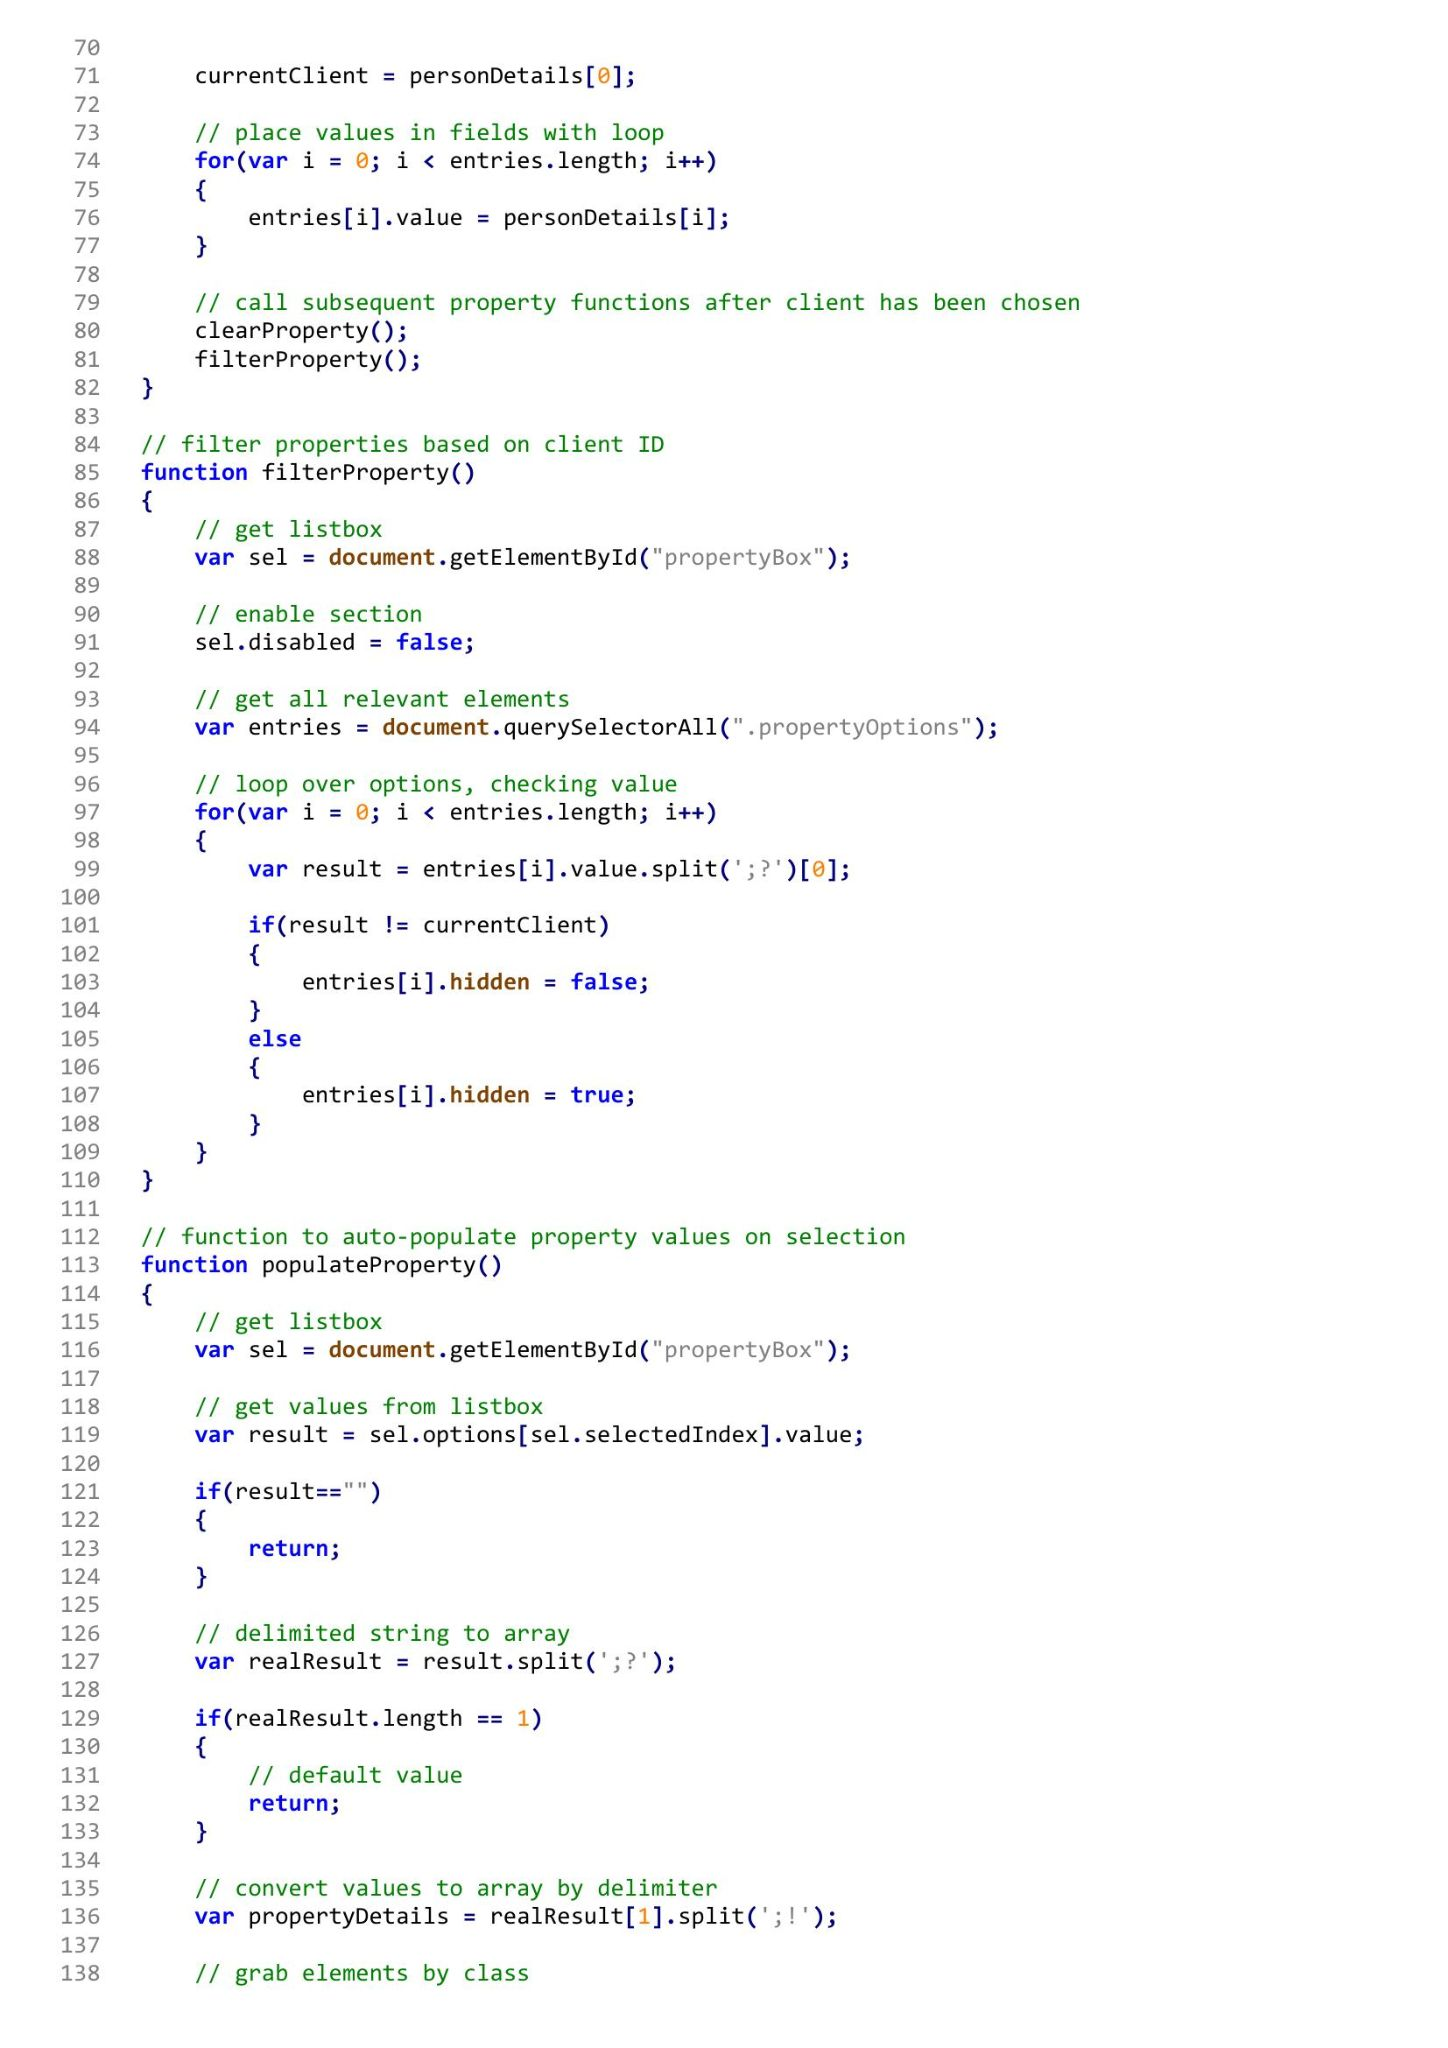 70
71 currentClient = personDetails[0];
72
73 // place values in fields with loop
74 for(var i = 0; i < entries.length; i++)
75 {
76 entries[i].value = personDetails[i];
77 }
78
79 // call subsequent property functions after client has been chosen
80 clearProperty();
81 filterProperty();
82 }
83
84 // filter properties based on client ID
85 function filterProperty()
86 {
87 // get listbox
88 var sel = document.getElementById("propertyBox");
89
90 // enable section
91 sel.disabled = false;
92
93 // get all relevant elements
94 var entries = document.querySelectorAll(".propertyOptions");
95
96 // loop over options, checking value
97 for(var i = 0; i < entries.length; i++)
98 {
99 var result = entries[i].value.split(';?')[0];
100
101 if(result != currentClient)
102 {
103 entries[i].hidden = false;
104 }
105 else
106 {
107 entries[i].hidden = true;
108 }
109 }
110 }
111
112 // function to auto-populate property values on selection
113 function populateProperty()
114 {
115 // get listbox
116 var sel = document.getElementById("propertyBox");
117
118 // get values from listbox
119 var result = sel.options[sel.selectedIndex].value;
120
121 if(result=="")
122 {
123 return;
124 }
125
126 // delimited string to array
127 var realResult = result.split(';?');
128
129 if(realResult.length == 1)
130 {
131 // default value
132 return;
133 }
134
135 // convert values to array by delimiter
136 var propertyDetails = realResult[1].split(';!');
137
138 // grab elements by class